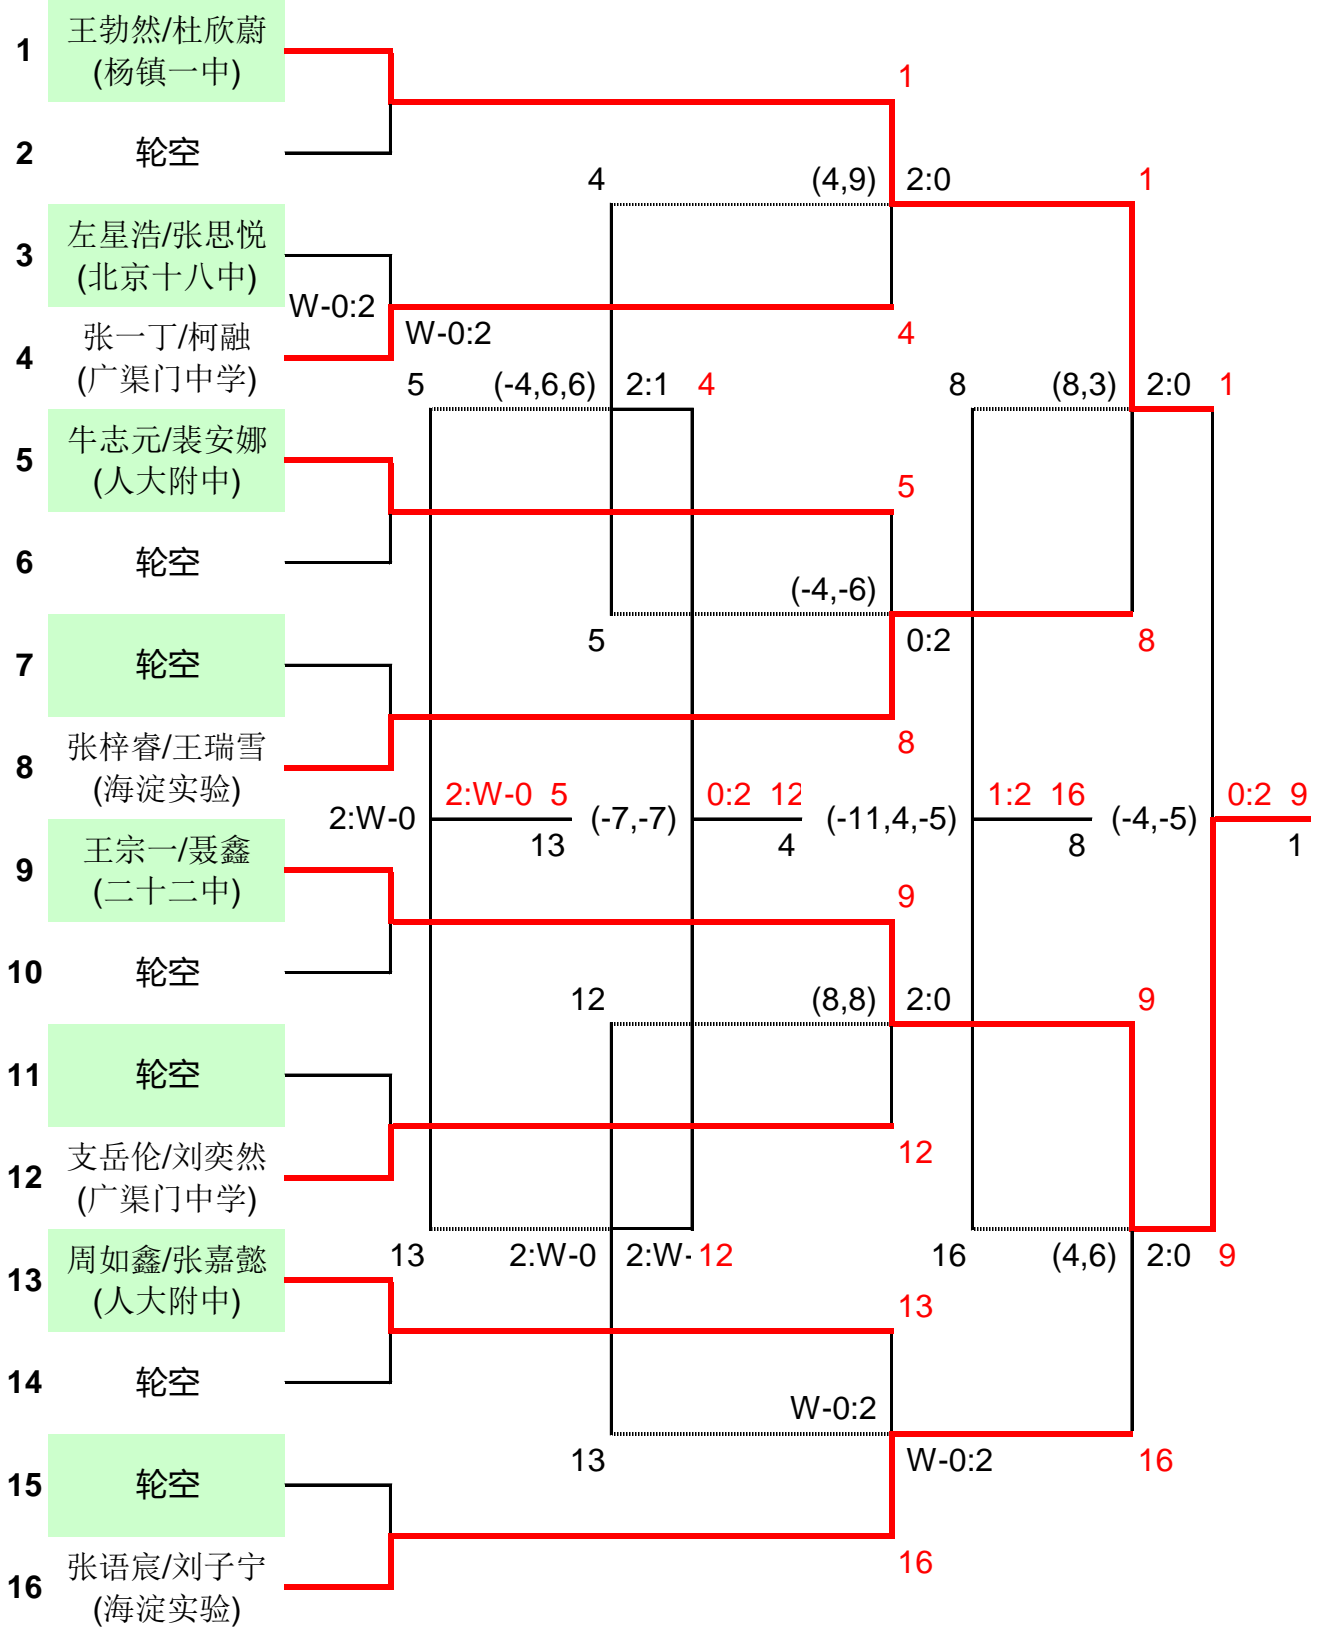 王勃然/杜欣蔚
1
(杨镇一中)
1
2
轮空
4
(4,9)
2:0
1
左星浩/张思悦
3
(北京十八中)
W-0:2
张一丁/柯融
W-0:2
4
4
(广渠门中学)
5
(-4,6,6)
2:1
4
8
(8,3)
2:0
1
牛志元/裴安娜
5
(人大附中)
5
6
轮空
(-4,-6)
5
0:2
8
7
轮空
张梓睿/王瑞雪
8
8
(海淀实验)
2:W-0
2:W-0 5
13
(-7,-7)
0:2 12
4
(-11,4,-5)
1:2 16
8
(-4,-5)
0:2 9
1
王宗一/聂鑫
9
(二十二中)
9
10
轮空
12
(8,8)
2:0
9
11
轮空
支岳伦/刘奕然
12
12
(广渠门中学)
13
2:W-0
2:W-
12
16
(4,6)
2:0
9
周如鑫/张嘉懿
13
(人大附中)
13
14
轮空
W-0:2
13
W-0:2
16
15
轮空
张语宸/刘子宁
16
16
(海淀实验)